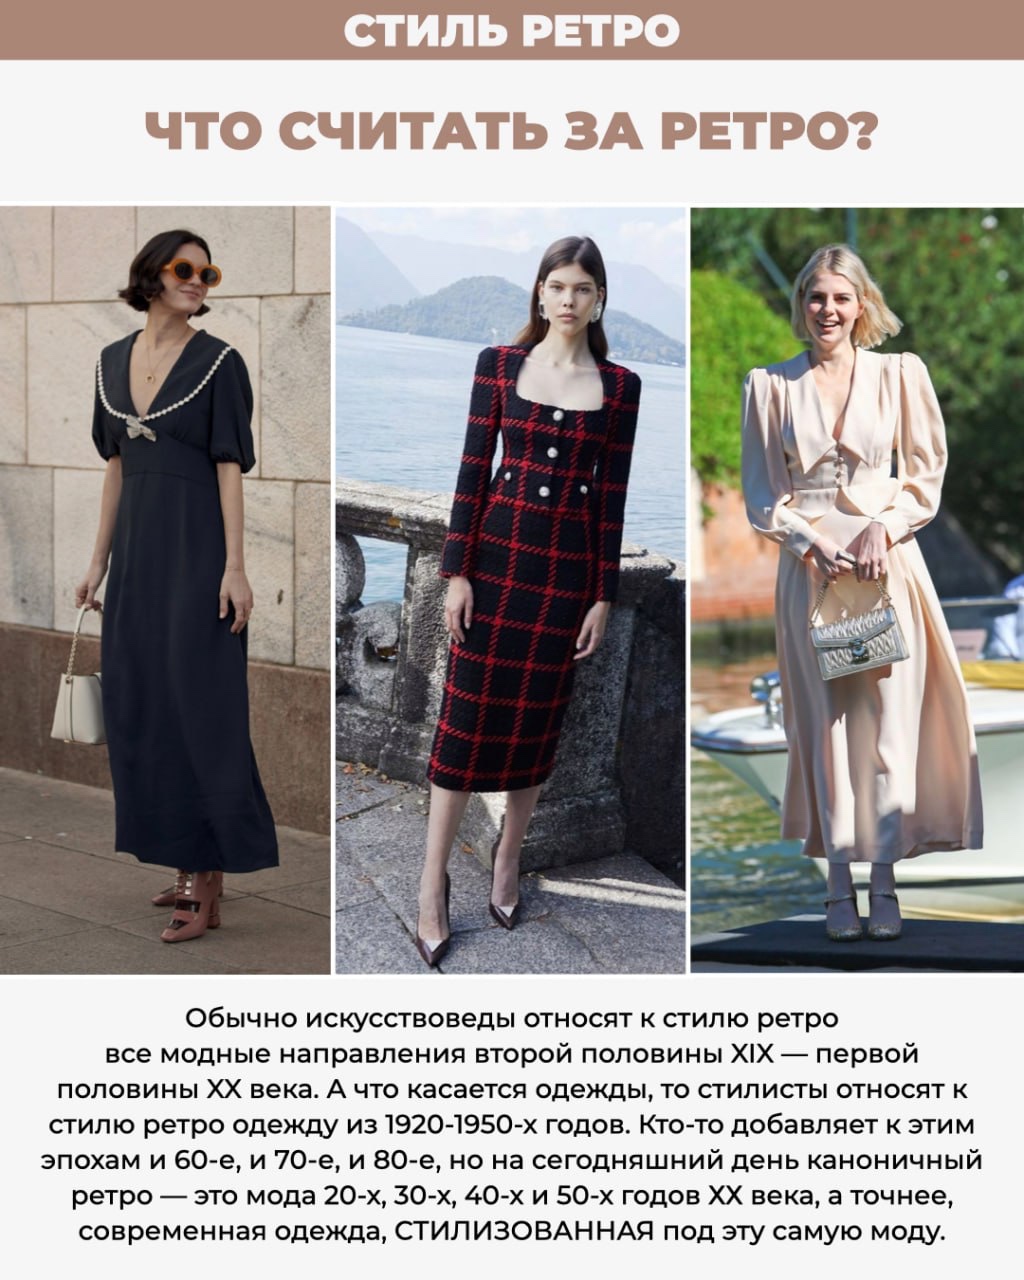 СТИЛЬ РЕТРО
ЧТО СЧИТАТЬ ЗА РЕТРО?
Обычно искусствоведы относят к стилю ретро
все модные направления второй половины XIX — первой
половины XX века. А что касается одежды, то стилисты относят к
стилю ретро одежду из 1920-1950-х годов. Кто-то добавляет к этим
эпохам и 60-е, и 70-е, и 80-е, но на сегодняшний день каноничный
ретро — это мода 20-х, 30-х, 40-х и 50-х годов XX века, а точнее,
современная одежда, СТИЛИЗОВАННАЯ под эту самую моду.